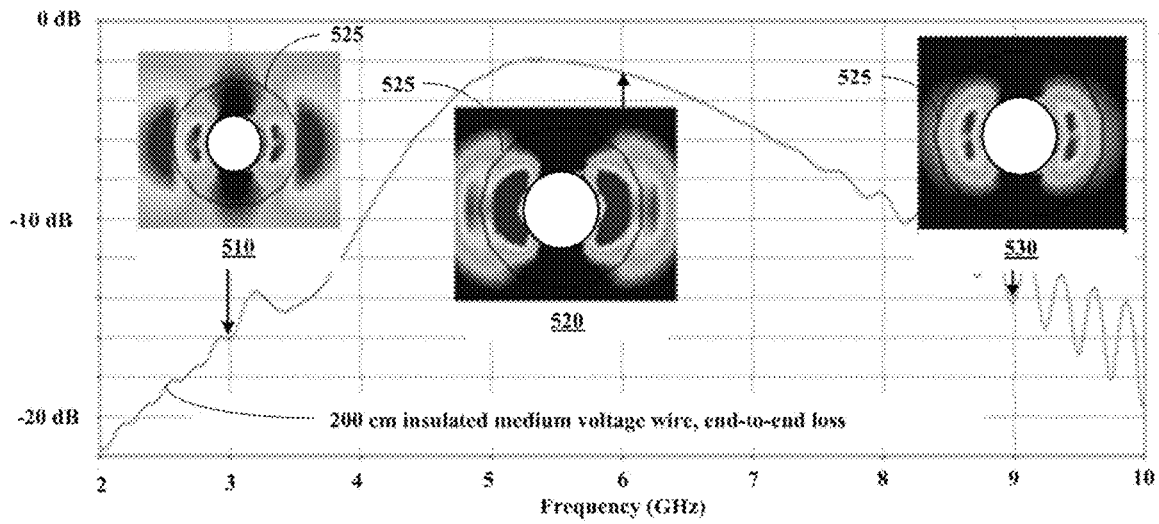 0 dB
525
525
525
-10 dB
510
530
520
-20 dB
200 cm insulated medium voltage wire, end-to-end loss
2 3 4 5 6 7 8 9 10
Frequency (GHz)